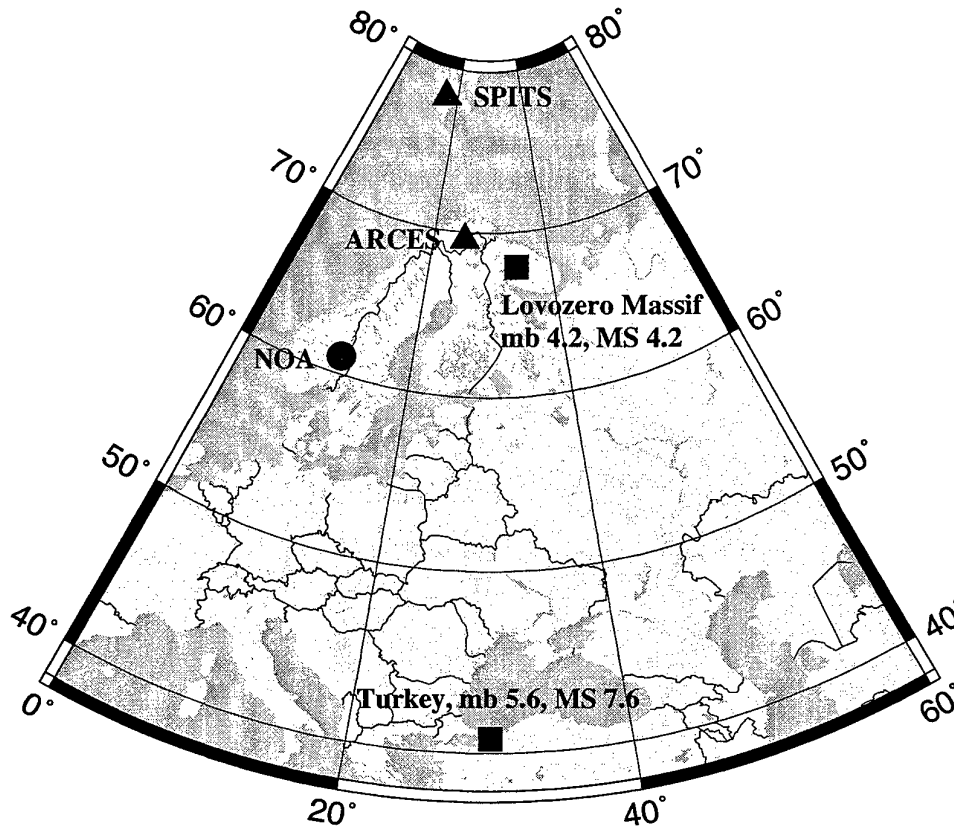 80° 80°
SPITS
70° 70°
ARCES
Lovozero Massif
mb 4.2, MS 4.2
60° 60°
NOA
50° 50°
40° 40°
Turkey, mb 5.6, MS 7.6
0° 60°
20° 40°